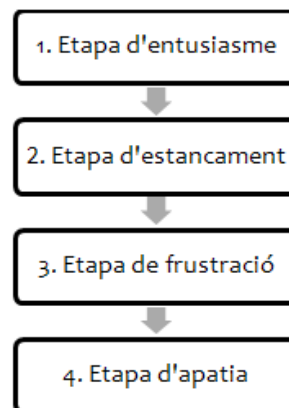 1. Etapa d'entusiasme
2. Etapa d'estancament
3. Etapa de frustració
4. Etapa d'apatia